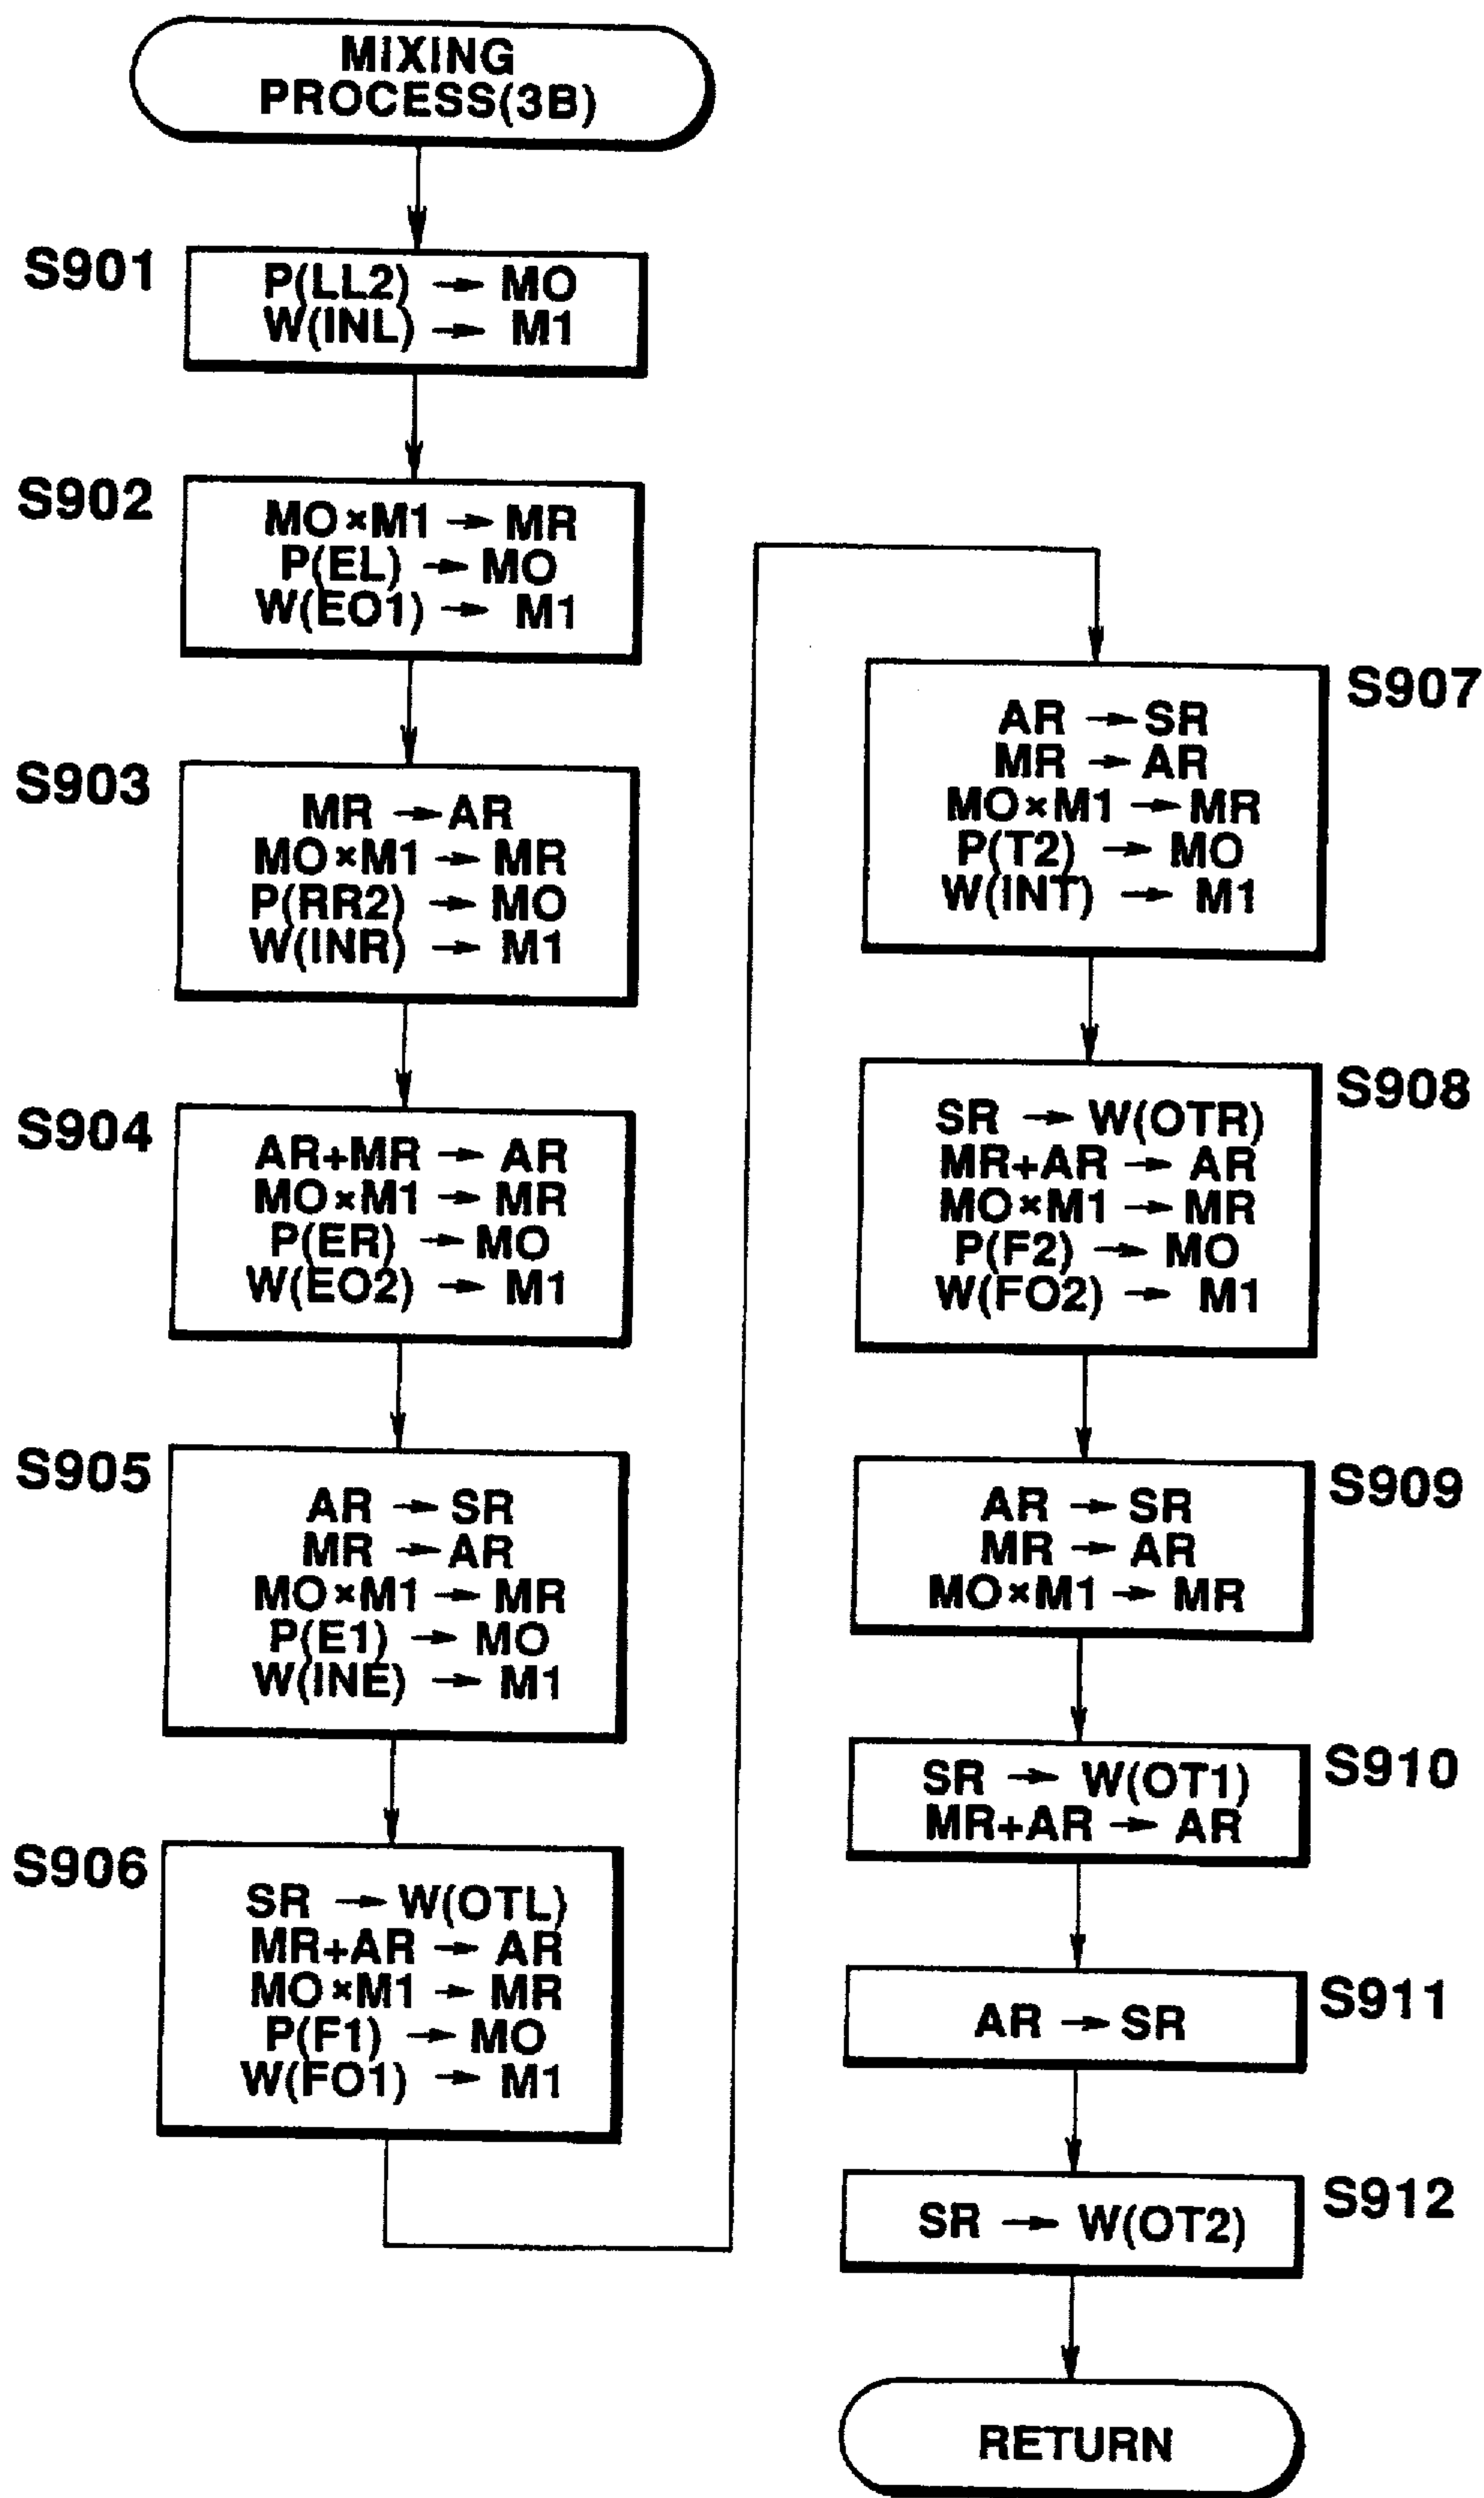 MIXING
PROCESS(3B)
S901
P(LL2) → MO
W(INL) → M1
S902
MO×M1 → MR
P(EL) → MO
W(EO1) → M1
S903
MR → AR
MO×M1 → MR
P(RR2) → MO
W(INR) → M1
S904
AR+MR → AR
MO×M1 → MR
P(ER) → MO
W(EO2) → M1
S905
AR → SR
MR → AR
MO×M1 → MR
P(E1) → MO
W(INE) → M1
S906
SR → W(OTL)
MR+AR → AR
MO×M1 → MR
P(F1) → MO
W(FO1) → M1
S907
AR → SR
MR → AR
MO×M1 → MR
P(T2) → MO
W(INT) → M1
S908
SR → W(OTR)
MR+AR → AR
MO×M1 → MR
P(F2) → MO
W(FO2) → M1
S909
AR → SR
MR → AR
MO×M1 → MR
S910
SR → W(OT1)
MR+AR → AR
S911
AR → SR
S912
SR → W(OT2)
RETURN